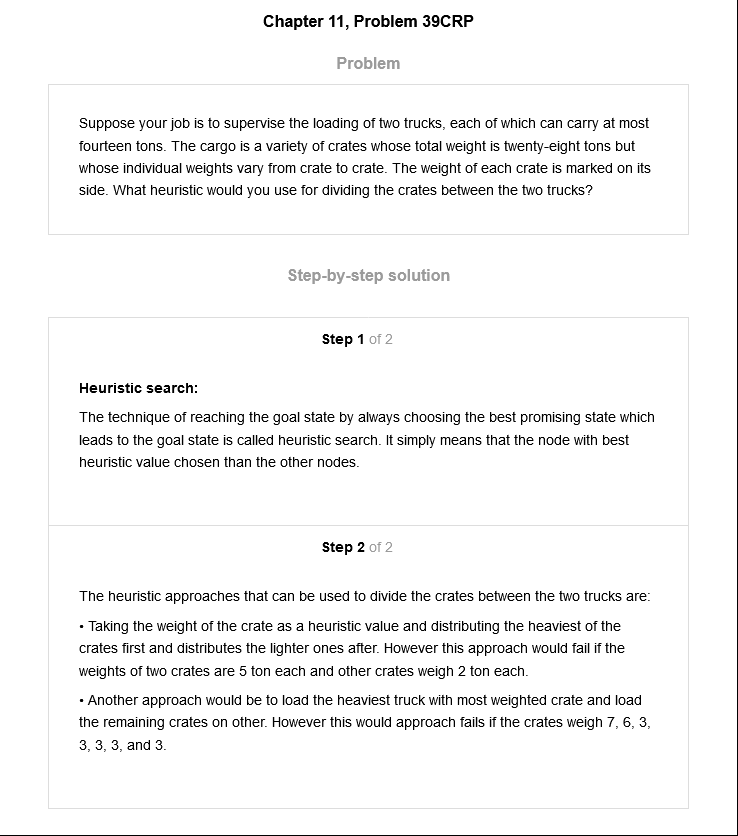 Chapter 11, Problem 39CRP
Problem
Suppose your job is to supervise the loading of two trucks, each of which can carry at most
fourteen tons. The cargo is a variety of crates whose total weight is twenty-eight tons but
whose individual weights vary from crate to crate. The weight of each crate is marked on its
side. What heuristic would you use for dividing the crates between the two trucks?
Step-by-step solution
Step 1 of 2
Heuristic search:
The technique of reaching the goal state by always choosing the best promising state which
leads to the goal state is called heuristic search. It simply means that the node with best
heuristic value chosen than the other nodes.
Step 2 of 2
The heuristic approaches that can be used to divide the crates between the two trucks are:
• Taking the weight of the crate as a heuristic value and distributing the heaviest of the
crates first and distributes the lighter ones after. However this approach would fail if the
weights of two crates are 5 ton each and other crates weigh 2 ton each.
• Another approach would be to load the heaviest truck with most weighted crate and load
the remaining crates on other. However this would approach fails if the crates weigh 7, 6, 3,
3, 3, 3, and 3.